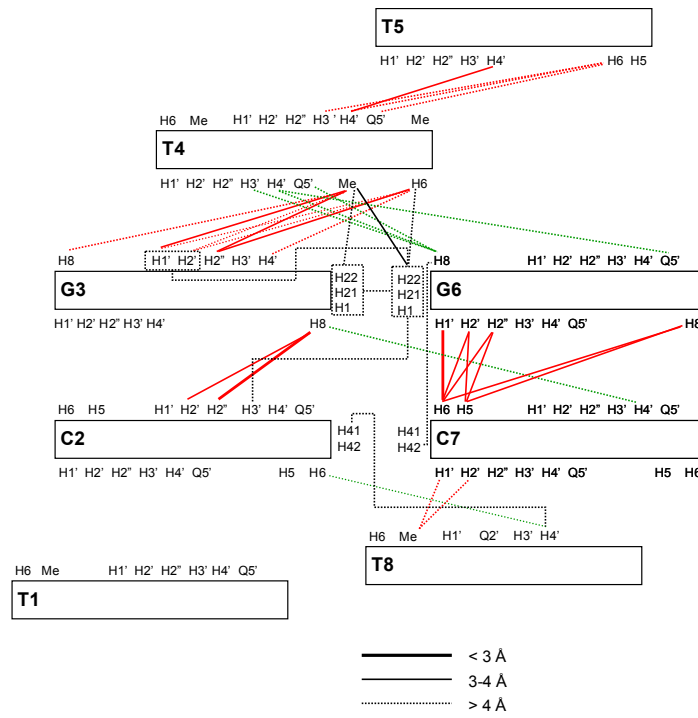 T5
H1' H2' H2" H3' H4' H6 H5
H6 Me H1' H2' H2" H3 ' H4' Q5' Me
T4
H1' H2' H2" H3' H4' Q5' Me H6
H8 H1' H2' H2" H3' H4' H8 H1' H2' H2" H3' H4' Q5'
G3 H22 H21 H1 H22 H21 H1 G6
H1' H2' H2" H3' H4' H8 H1' H2' H2" H3' H4' Q5' H8
H6 H5 H1' H2' H2" H3' H4' Q5' H6 H5 H1' H2' H2" H3' H4' Q5'
C2 H41 H42 H41 H42 C7
H1' H2' H2" H3' H4' Q5' H5 H6 H1' H2' H2" H3' H4' Q5' H5 H6
H6 Me H1' Q2' H3' H4'
T8
H6 Me H1' H2' H2" H3' H4' Q5'
T1
< 3 Å
3-4 Å
> 4 Å